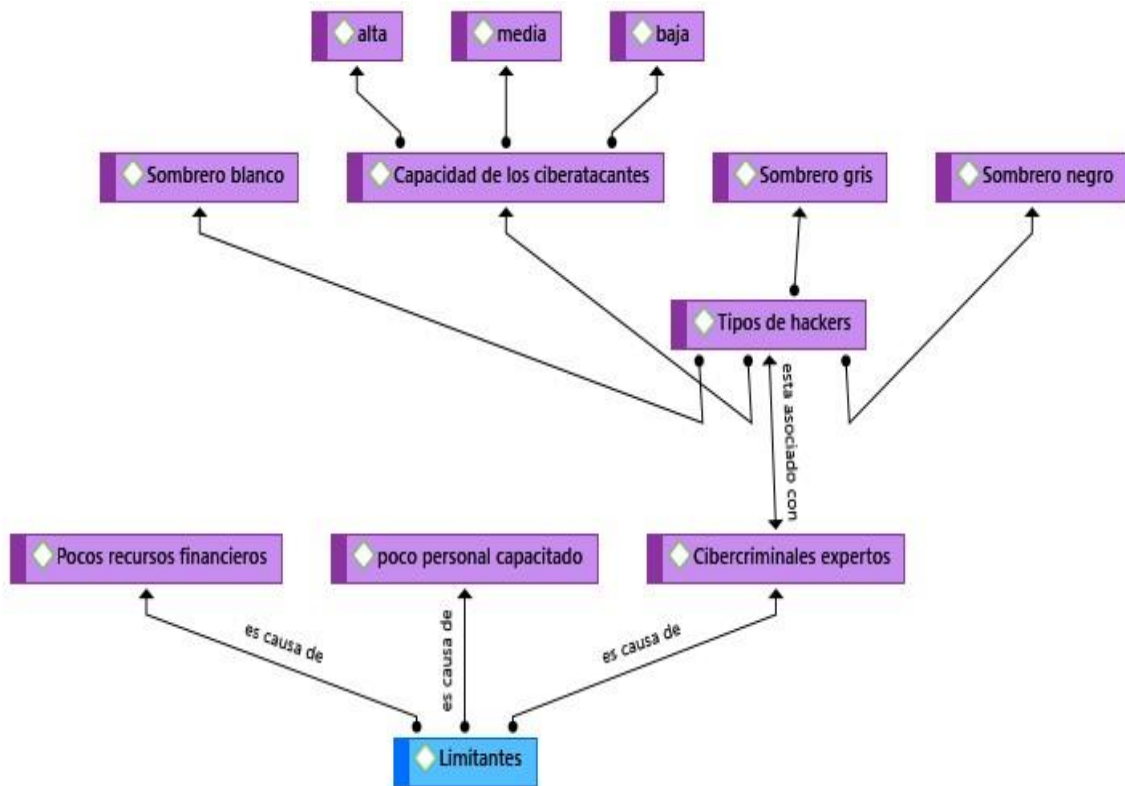 alta
media
baja
Sombrero blanco
Capacidad de los ciberatacantes
Sombrero gris
Sombrero negro
Tipos de hackers
esta asociado con
Pocos recursos financieros
poco personal capacitado
Cibercriminales expertos
es causa de
es causa de
es causa de
Limitantes